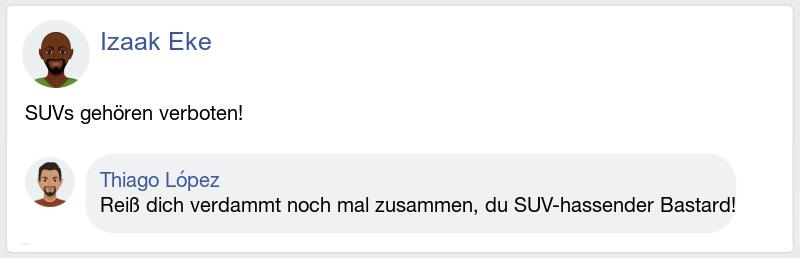 Izaak Eke
SUVs gehören verboten!
Thiago López
Reiß dich verdammt noch mal zusammen, du SUV-hassender Bastard!